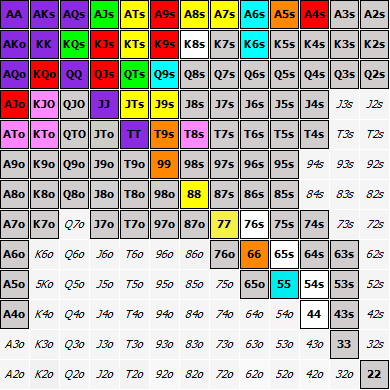 AA AKs AQs AJs ATs A9s A8s A7s A6s A5s A4s A3s A2s
AKo KK KQs KJs KTs K9s K8s K7s K6s K5s K4s K3s K2s
AQo KQo QQ QJs QTs Q9s Q8s Q7s Q6s Q5s Q4s Q3s Q2s
AJo KJO QJO JJ JTs J9s J8s J7s J6s J5s J4s J3s J2s
ATo KTo QTO JTo TT T9s T8s T7s T6s T5s T4s T3s T2s
A9o K9o Q9o J9o T9o 99 98s 97s 96s 95s 94s 93s 92s
A8o K8o Q8o J8o T8o 98o 88 87s 86s 85s 84s 83s 82s
A7o K7o Q7o J7o T7o 97o 87o 77 76s 75s 74s 73s 72s
A6o K6o Q6o J6o T6o 96o 86o 76o 66 65s 64s 63s 62s
A5o 5Ko Q5o J5o T5o 95o 85o 75o 65o 55 54s 53s 52s
A4o K4o Q4o J4o T4o 94o 84o 74o 64o 54o 44 43s 42s
A3o K3o Q3o J3o T3o 93o 83o 73o 63o 53o 43o 33 32s
A2o K2o Q2o J2o T2o 92o 82o 72o 62o 52o 42o 32o 22